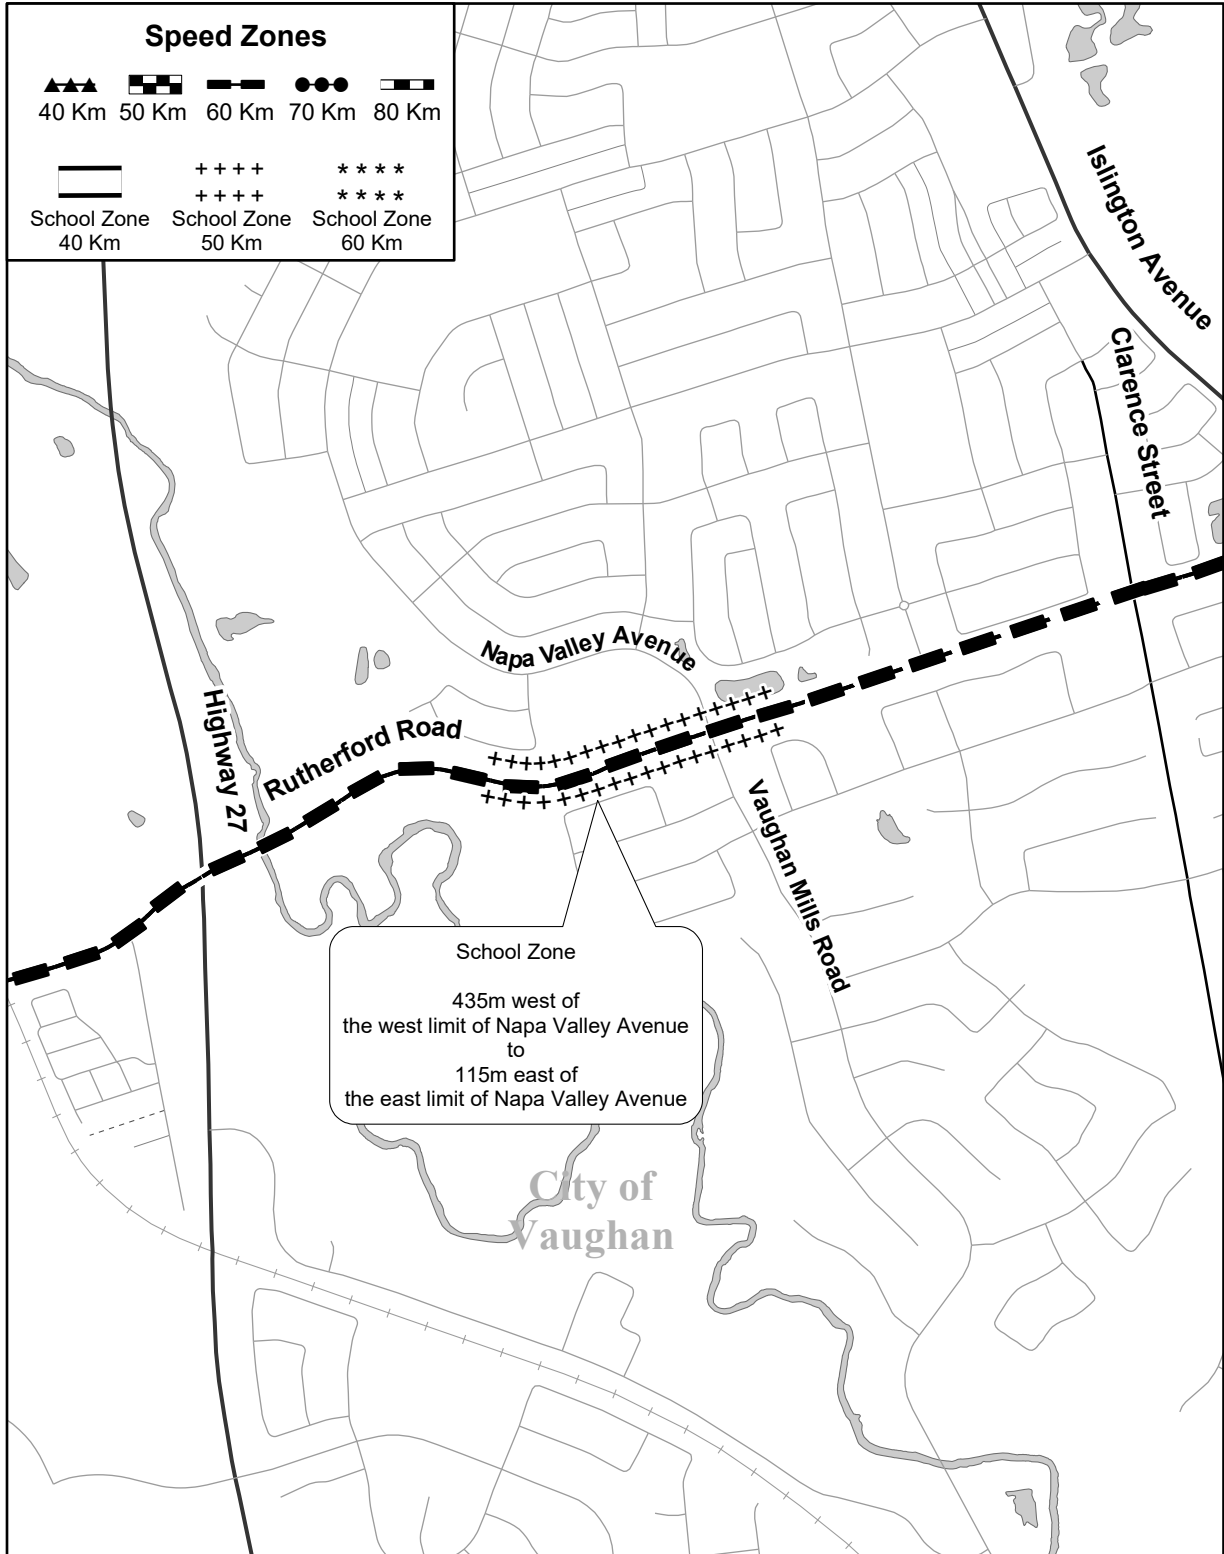 Speed Zones
40 Km 50 Km 60 Km 70 Km 80 Km
School Zone School Zone School Zone
40 Km 50 Km 60 Km
Islington Avenue
Clarence Street
Napa Valley Avenue
Rutherford Road
Highway 27
Vaughan Mills Road
School Zone
435m west of
the west limit of Napa Valley Avenue
to
115m east of
the east limit of Napa Valley Avenue
City of
Vaughan